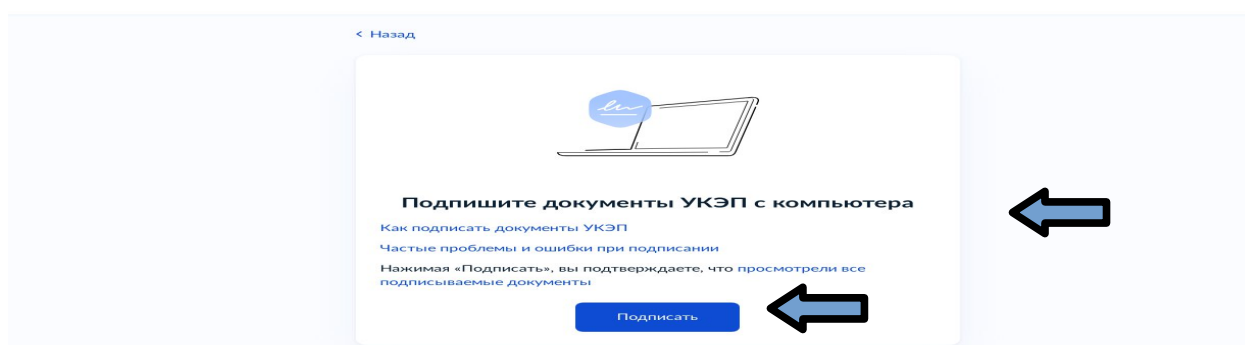 < Назад
Подпишите документы УКЭП с компьютера
Как подписать документы УКЭП
Частые проблемы и ошибки при подписании
Нажимая «Подписать», вы подтверждаете, что просмотрели все
подписываемые документы
Подписать